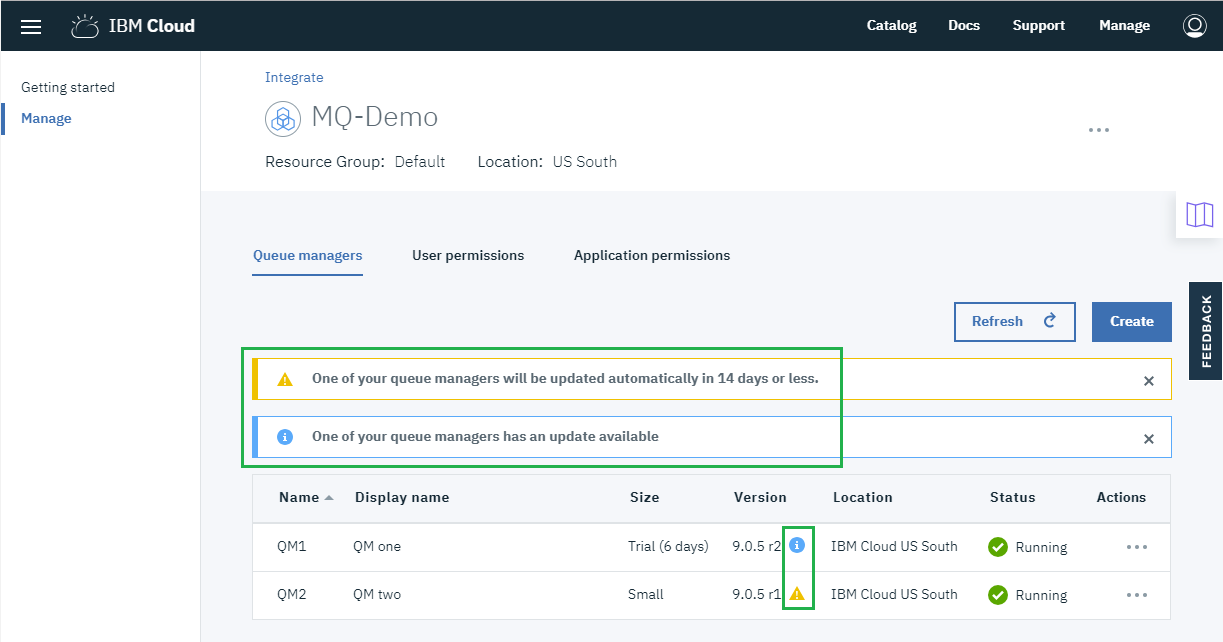 IBM Cloud Catalog Docs Support Manage
Getting started
Manage
Integrate
MQ-Demo
Resource Group: Default Location: US South
Queue managers User permissions Application permissions
Refresh Create
FEEDBACK
One of your queue managers will be updated automatically in 14 days or less.
One of your queue managers has an update available
Name Display name Size Version Location Status Actions
QM1 QM one Trial (6 days) 9.0.5 r2 IBM Cloud US South Running
QM2 QM two Small 9.0.5 r1 IBM Cloud US South Running